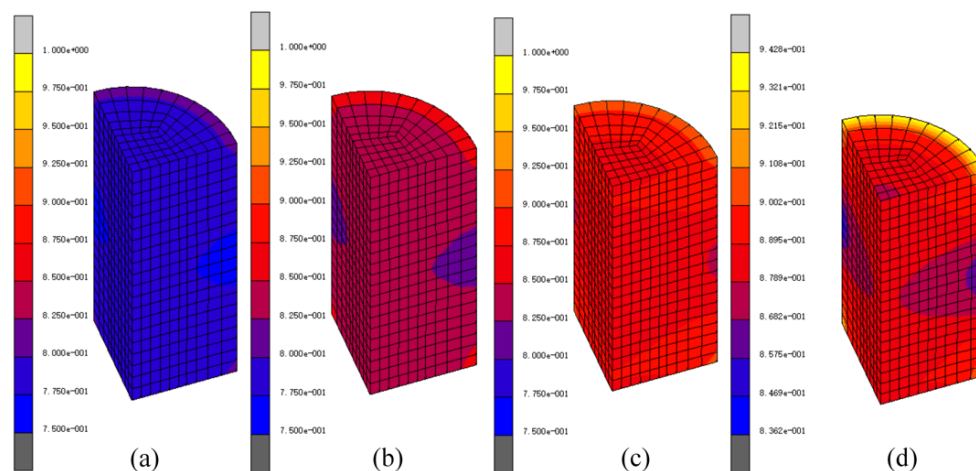 1.000e+000
9.750e-001
9.500e-001
9.250e-001
9.000e-001
8.750e-001
8.500e-001
8.250e-001
8.000e-001
7.750e-001
7.500e-001
(a)
1.000e+000
9.750e-001
9.500e-001
9.250e-001
9.000e-001
8.750e-001
8.500e-001
8.250e-001
8.000e-001
7.750e-001
7.500e-001
(b)
1.000e+000
9.750e-001
9.500e-001
9.250e-001
9.000e-001
8.750e-001
8.500e-001
8.250e-001
8.000e-001
7.750e-001
7.500e-001
(c)
9.428e-001
9.321e-001
9.215e-001
9.108e-001
9.002e-001
8.895e-001
8.789e-001
8.682e-001
8.575e-001
8.469e-001
8.362e-001
(d)